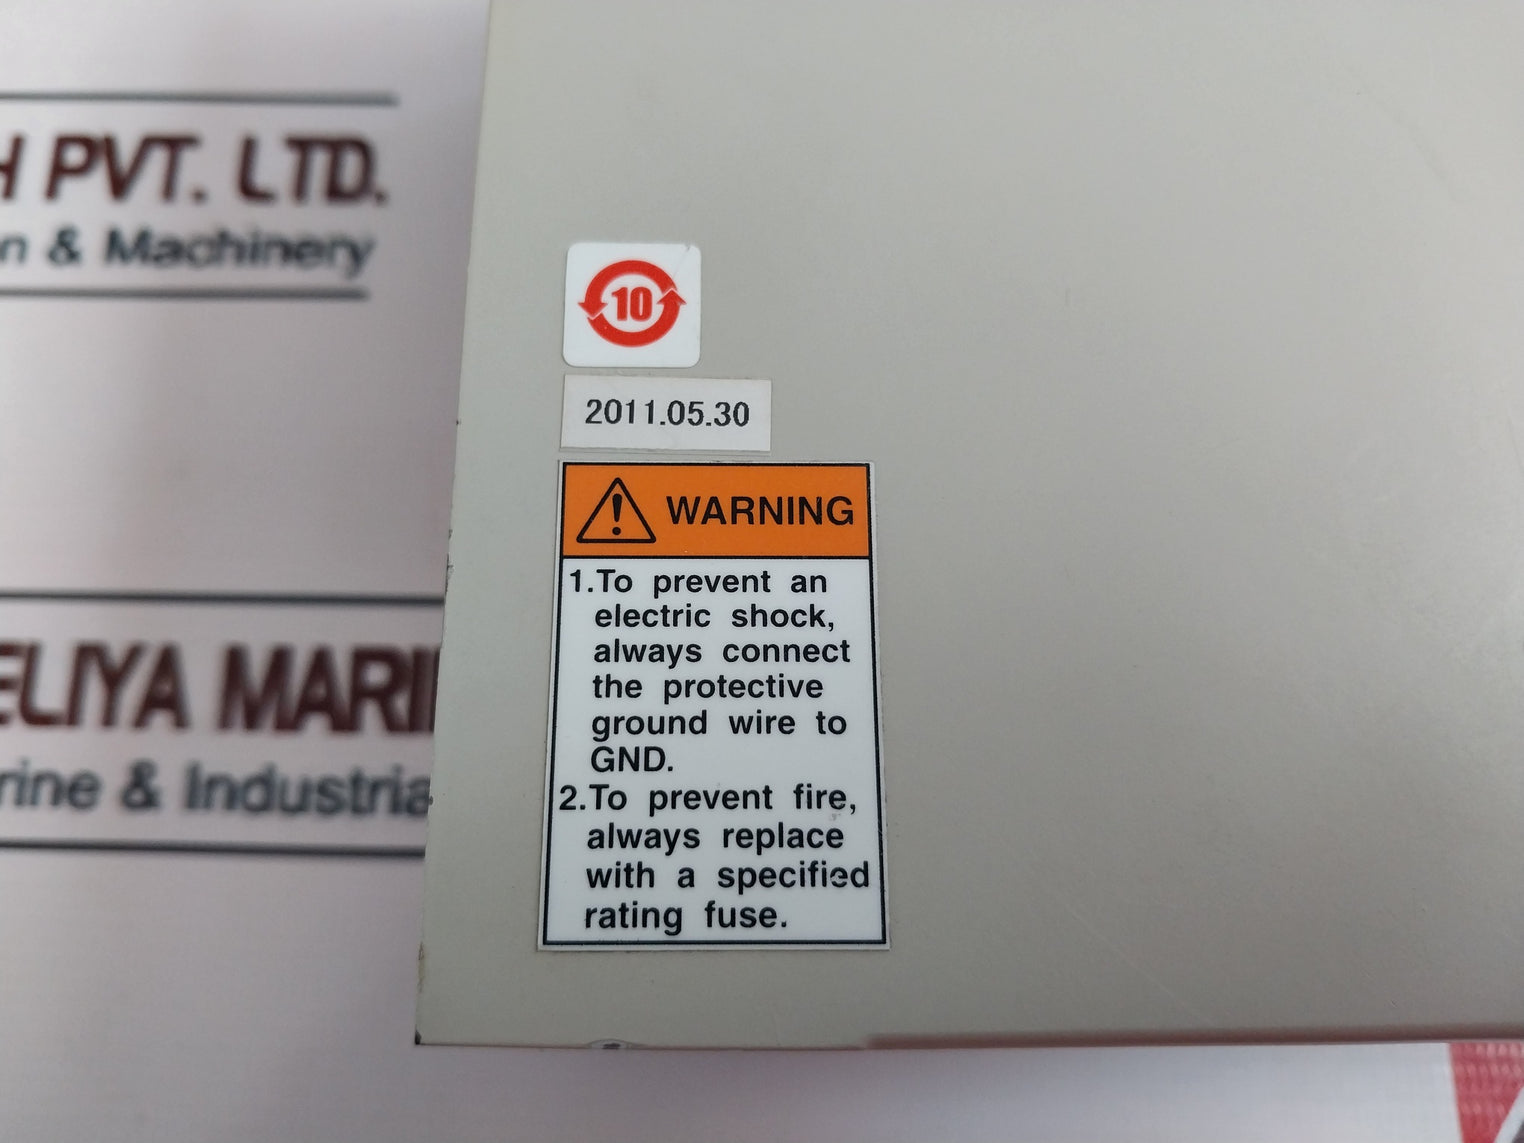 H PVT. LTD.
n & Machinery
ELIYA MARI
rine & Industria
10
2011.05.30
WARNING
1.To prevent an
electric shock,
always connect
the protective
ground wire to
GND.
2.To prevent fire,
always replace
with a specified
rating fuse.